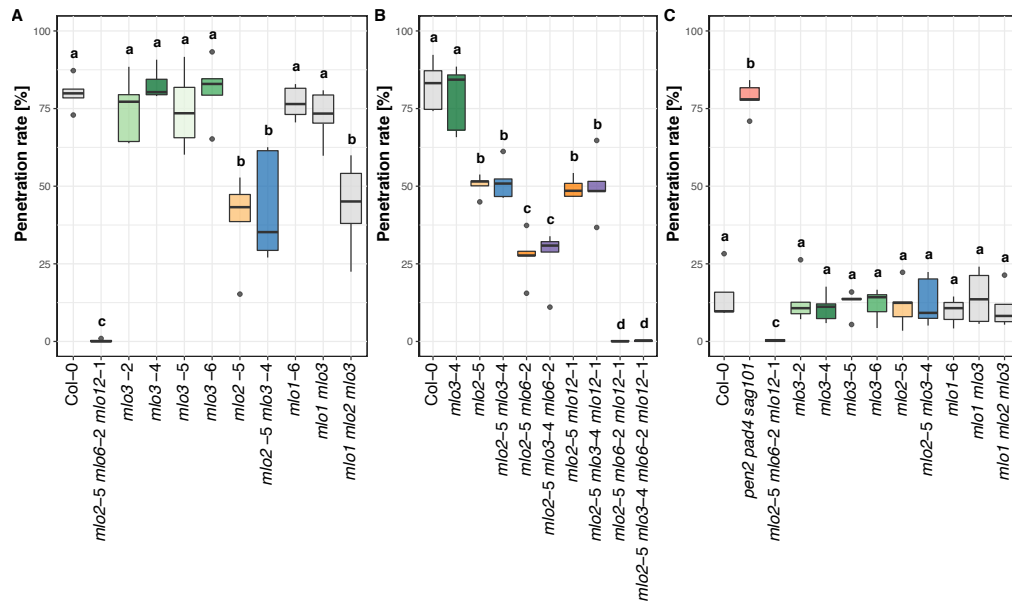 A
Penetration rate [%]
100
75
50
25
0
a
c
a
a
a
a
b
b
a
a
b
Col-0
mlo2-5 mlo6-2 mlo12-1
mlo3 -2
mlo3 -4
mlo3 -5
mlo3 -6
mlo2 -5
mlo2 -5 mlo3 -4
mlo1-6
mlo1 mlo3
mlo1 mlo2 mlo3
B
Penetration rate [%]
100
75
50
25
0
a
a
b
b
c
c
b
b
d
d
Col-0
mlo3-4
mlo2-5
mlo2-5 mlo3-4
mlo2-5 mlo6-2
mlo2-5 mlo3-4 mlo6-2
mlo2-5 mlo12-1
mlo2-5 mlo3-4 mlo12-1
mlo2-5 mlo6-2 mlo12-1
mlo2-5 mlo3-4 mlo6-2 mlo12-1
C
Penetration rate [%]
100
75
50
25
0
a
b
c
a
a
a
a
a
a
a
a
a
Col-0
pen2 pad4 sag101
mlo2-5 mlo6-2 mlo12-1
mlo3-2
mlo3-4
mlo3-5
mlo3-6
mlo2-5
mlo2-5 mlo3-4
mlo1-6
mlo1 mlo3
mlo1 mlo2 mlo3